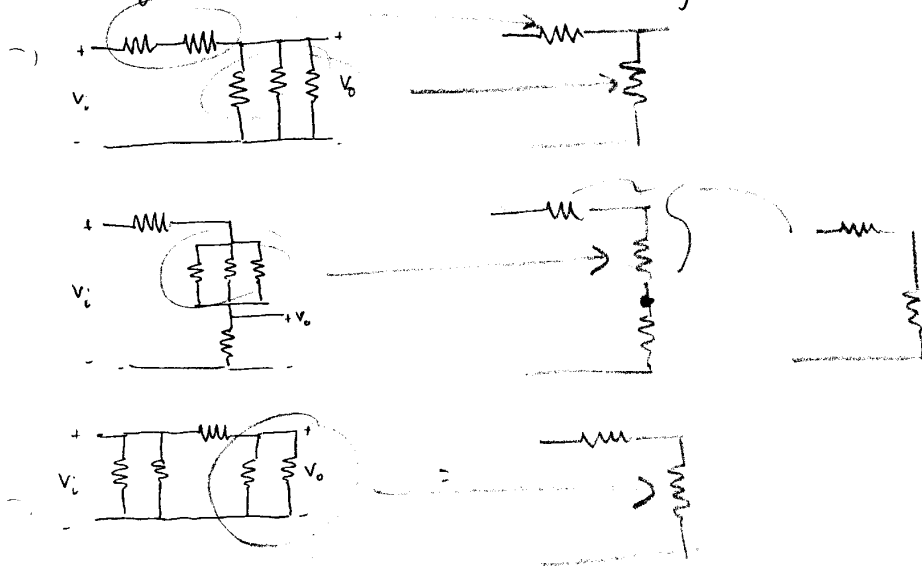 + +
Vi Vo
- -
+
Vi + Vo
-
+ +
Vi Vo
- -
=